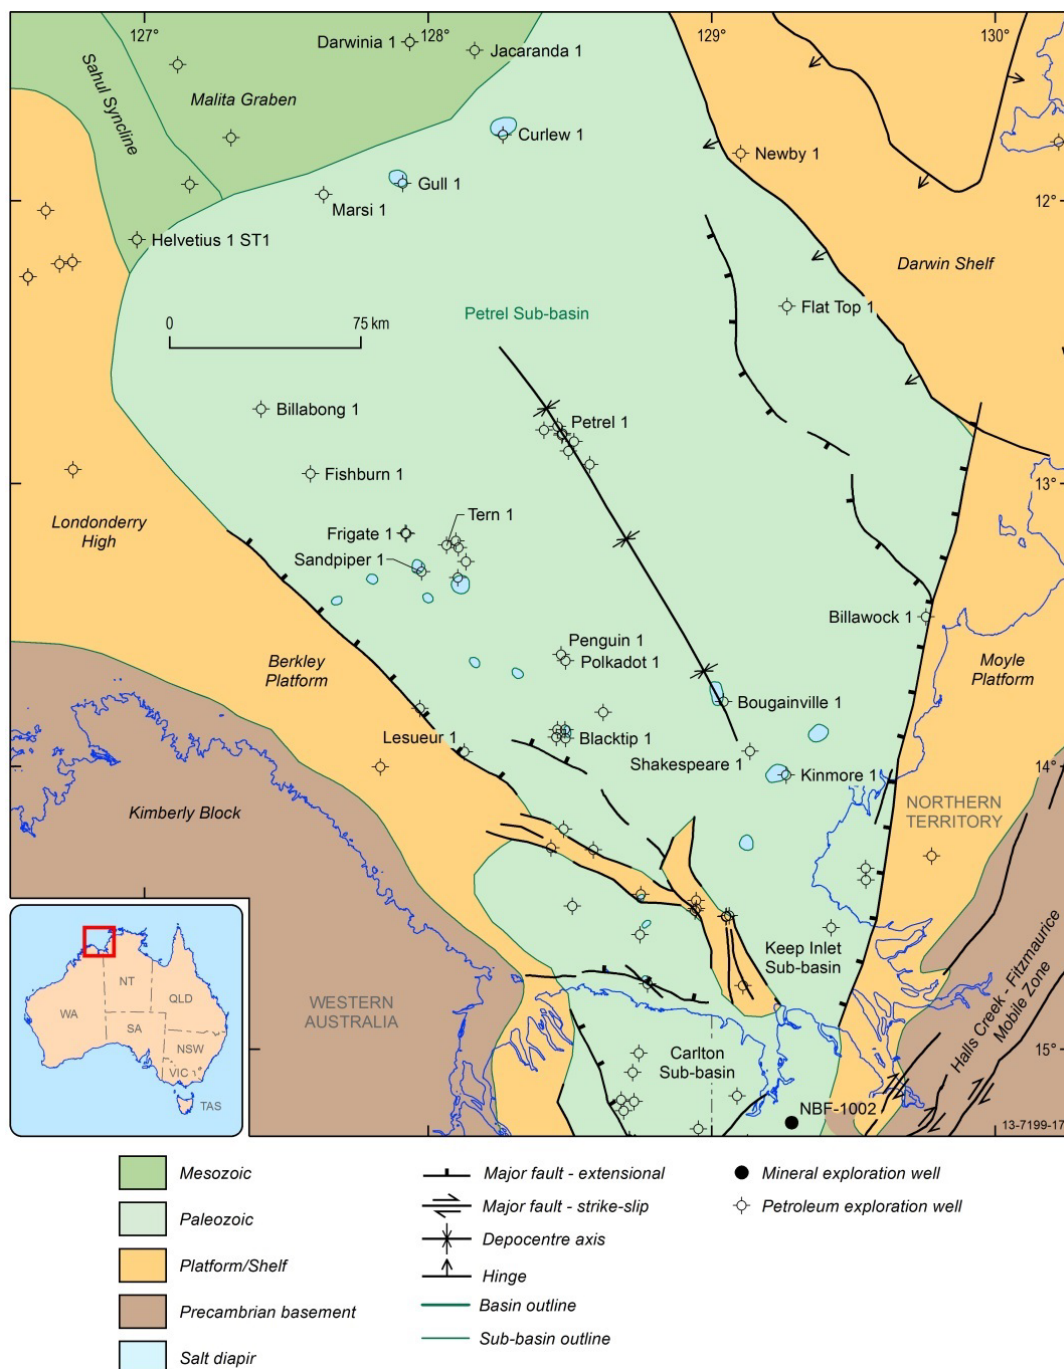 127°
128°
129°
130°
Darwinia 1
Jacaranda 1
Sahul Syncline
Malita Graben
Curlew 1
Newby 1
Gull 1
Marsi 1
12°
Helvetius 1 ST1
Darwin Shelf
0
75 km
Petrel Sub-basin
Flat Top 1
Billabong 1
Petrel 1
Fishburn 1
13°
Londonderry
High
Tern 1
Frigate 1
Sandpiper 1
Billawock 1
Penguin 1
Polkadot 1
Berkley
Platform
Moyle
Platform
Bougainville 1
Lesueur 1
Blacktip 1
Shakespeare 1
Kinmore 1
14°
Kimberly Block
NORTHERN
TERRITORY
Keep Inlet
Sub-basin
WESTERN
AUSTRALIA
Halls Creek - Fitzmaurice
Mobile Zone
15°
Carlton
Sub-basin
NBF-1002
13-7199-17
WA
NT
QLD
SA
NSW
VIC
TAS
Mesozoic
Paleozoic
Platform/Shelf
Precambrian basement
Salt diapir
Major fault - extensional
Major fault - strike-slip
Depocentre axis
Hinge
Basin outline
Sub-basin outline
Mineral exploration well
Petroleum exploration well